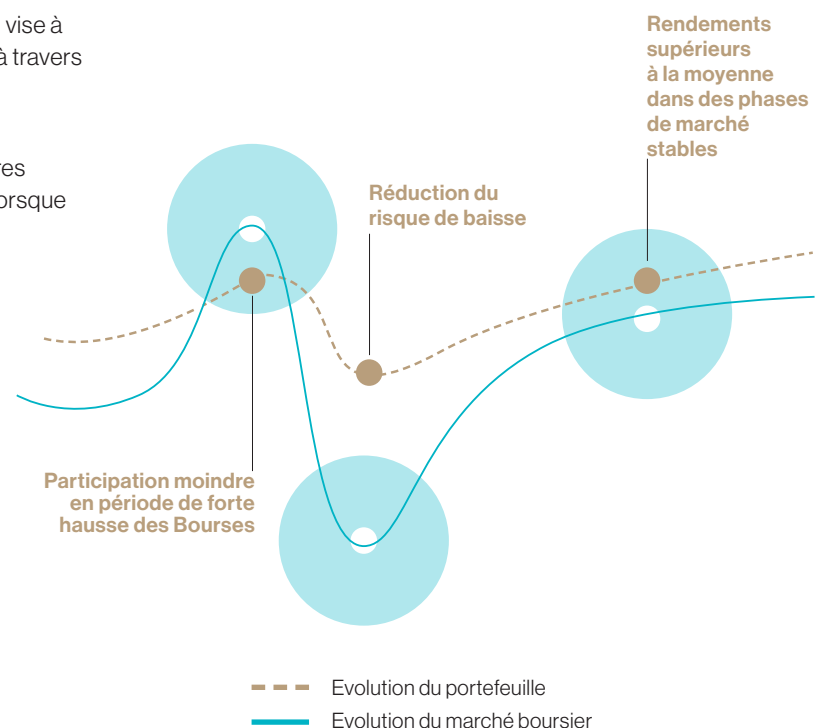 vise à
à travers
orsque
Rendements
supérieurs
à la moyenne
dans des phases
de marché
stables
Réduction du
risque de baisse
Participation moindre
en période de forte
hausse des Bourses
Evolution du portefeuille
Evolution du marché boursier